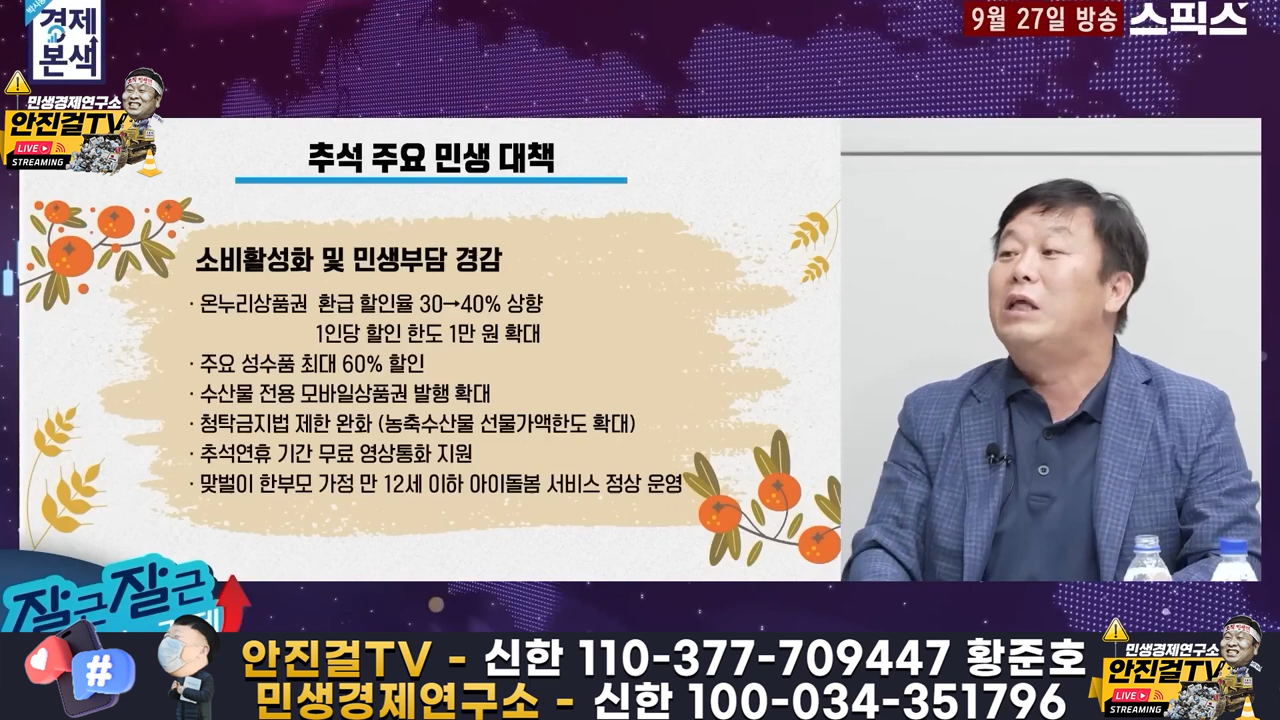 경제
본색
9월 27일 방송 스픽스
민생경제연구소
안진걸TV
LIVE
STREAMING
추석 주요 민생 대책
소비활성화 및 민생부담 경감
· 온누리상품권 환급 할인율 30→40% 상향
1인당 할인 한도 1만 원 확대
· 주요 성수품 최대 60% 할인
· 수산물 전용 모바일상품권 발행 확대
· 청탁금지법 제한 완화 (농축수산물 선물가액한도 확대)
· 추석연휴 기간 무료 영상통화 지원
· 맞벌이 한부모 가정 만 12세 이하 아이돌봄 서비스 정상 운영
잘근잘근
#
안진걸TV - 신한 110-377-709447 황준호
민생경제연구소 - 신한 100-034-351796
민생경제연구소
안진걸TV
LIVE
STREAMING